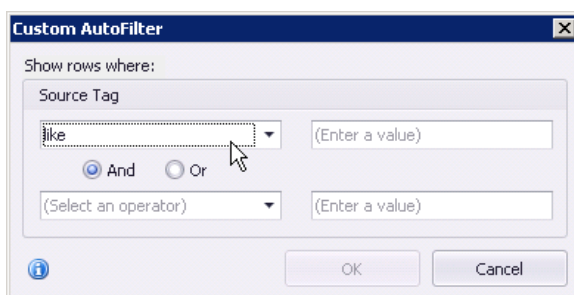 Custom AutoFilter
Show rows where:
Source Tag
like (Enter a value)
And Or
(Select an operator) (Enter a value)
OK Cancel